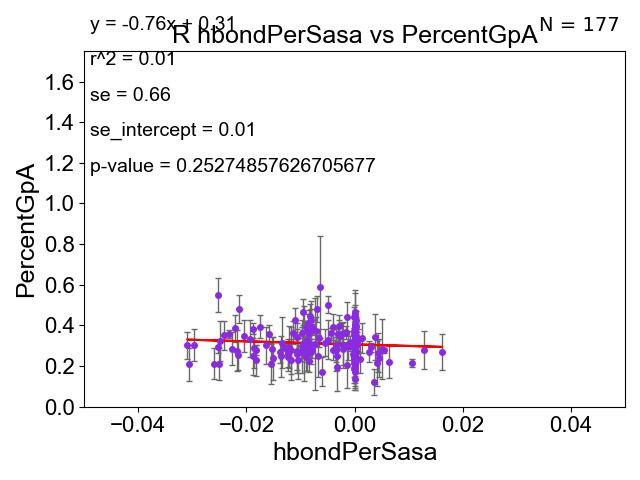 y = -0.76x + 0.31
N = 177
R hbondPerSasa vs PercentGpA
r^2 = 0.01
se = 0.66
se_intercept = 0.01
p-value = 0.25274857626705677
PercentGpA
1.6
1.4
1.2
1.0
0.8
0.6
0.4
0.2
0.0
−0.04 −0.02 0.00 0.02 0.04
hbondPerSasa